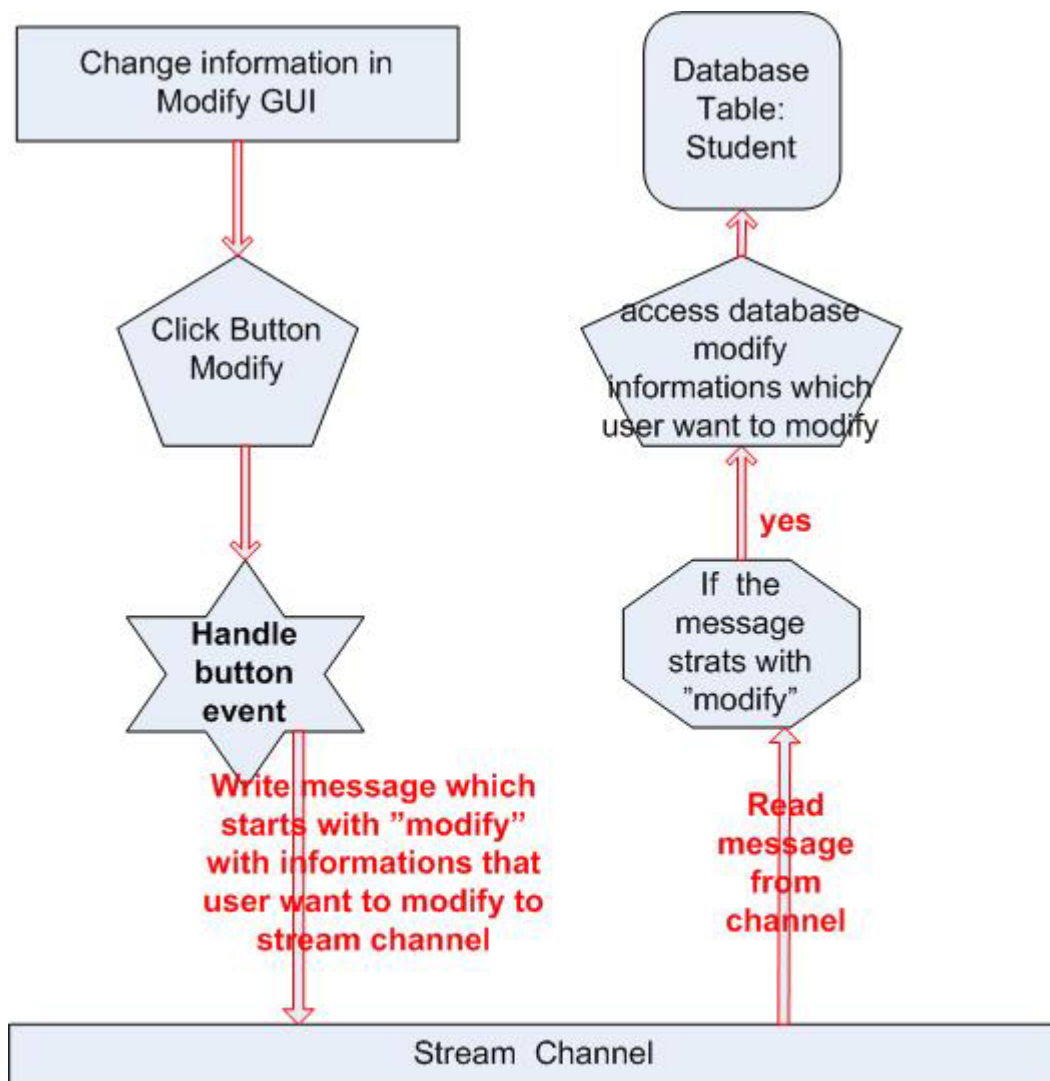 Change information in
Modify GUI
Click Button
Modify
Handle
button
event
Write message which
starts with ”modify”
with informations that
user want to modify to
stream channel
Stream Channel
Read
message
from
channel
If the
message
strats with
”modify”
yes
access database
modify
informations which
user want to modify
Database
Table:
Student